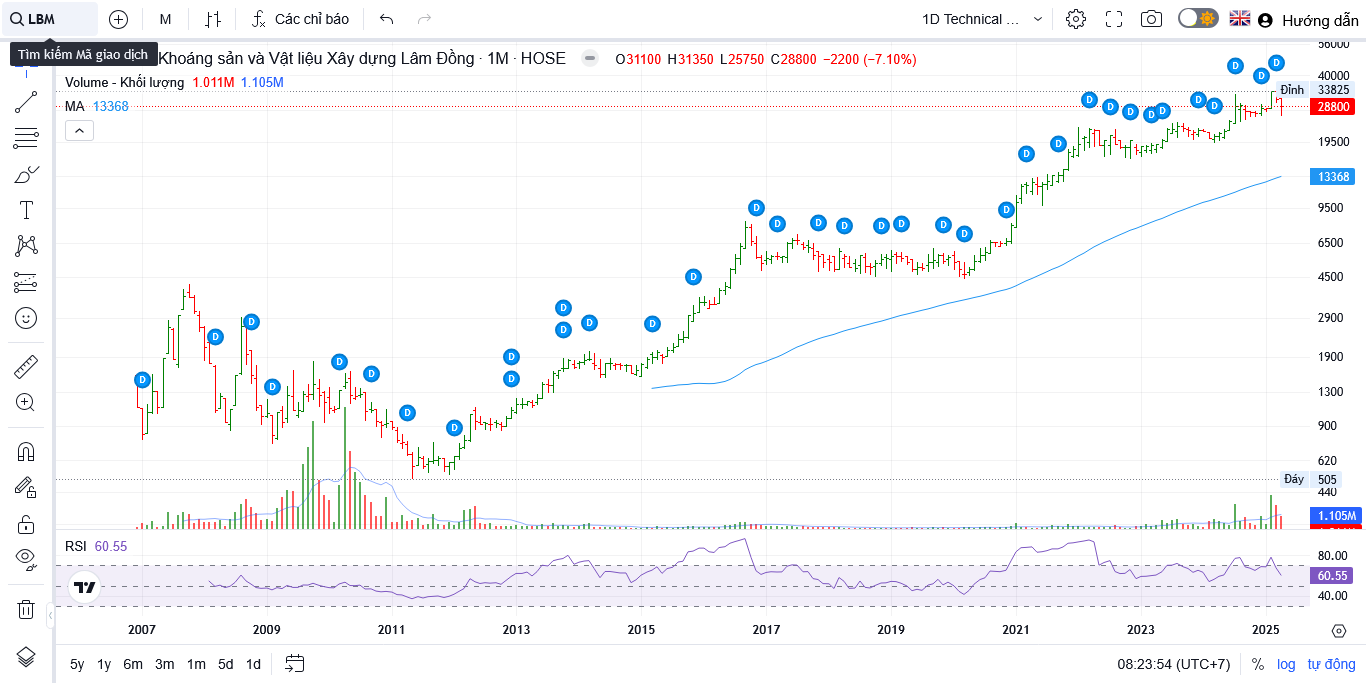 LBM M Các chỉ báo 1D Technical ... Hướng dẫn
Tìm kiếm Mã giao dịch
Khoáng sản và Vật liệu Xây dựng Lâm Đồng · 1M · HOSE O31100 H31350 L25750 C28800 −2200 (−7.10%)
Volume - Khối lượng 1.011M 1.105M
MA 13368
56000
40000
Đỉnh 33825
28800
19500
13368
9500
6500
4500
2900
1900
1300
900
620
Đáy 505
440
1.105M
D D D D D D D D D D D D D D D D D D D D D D D D D D D D D D D D D D D D D D D D
RSI 60.55
80.00
60.55
40.00
2007 2009 2011 2013 2015 2017 2019 2021 2023 2025
5y 1y 6m 3m 1m 5d 1d 08:23:54 (UTC+7) % log tự động